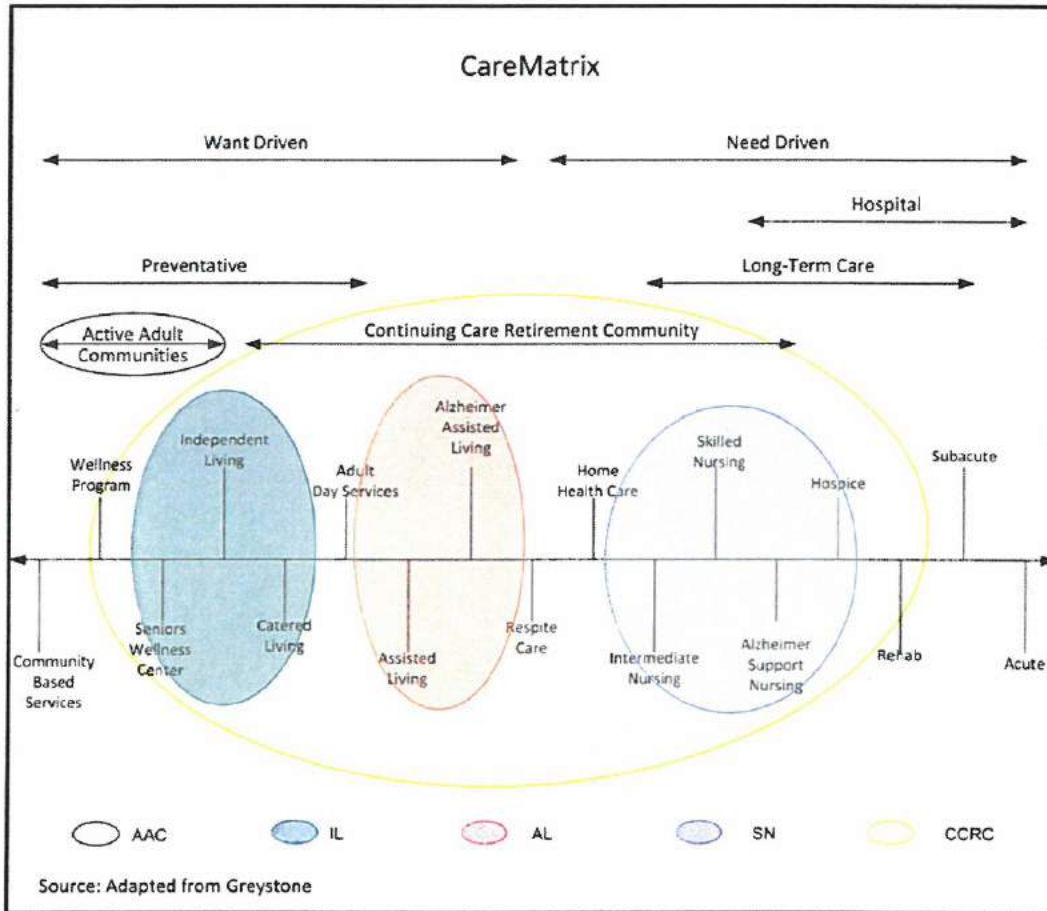 CareMatrix
Want Driven
Need Driven
Hospital
Preventative
Long-Term Care
Active Adult
Communities
Continuing Care Retirement Community
Wellness
Program
Independent
Living
Adult
Day Services
Alzheimer
Assisted
Living
Home
Health Care
Skilled
Nursing
Hospice
Subacute
Community
Based
Services
Seniors
Wellness
Center
Catered
Living
Assisted
Living
Respite
Care
Intermediate
Nursing
Alzheimer
Support
Nursing
Rehab
Acute
AAC
IL
AL
SN
CCRC
Source: Adapted from Greystone